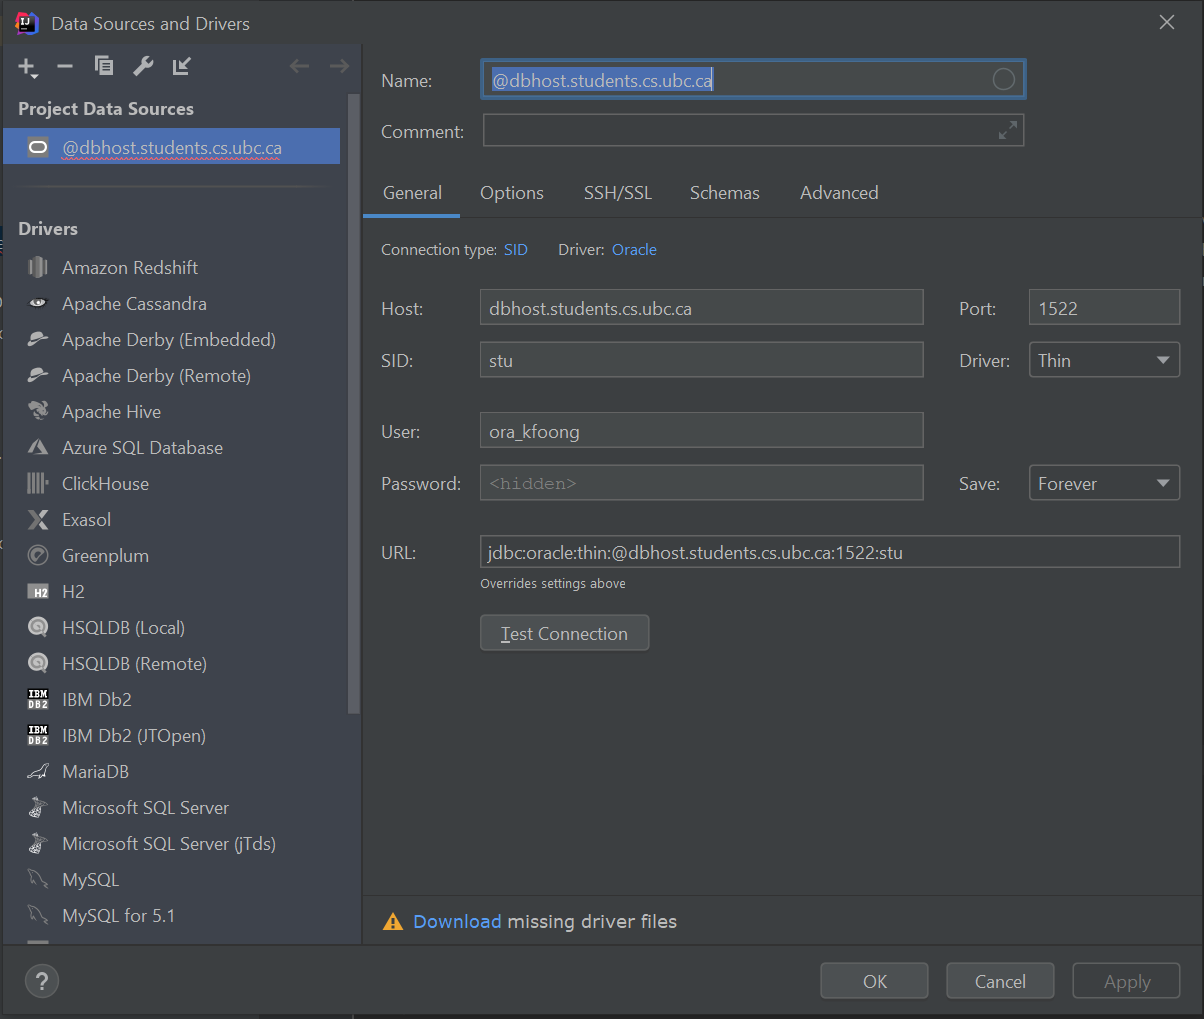 Data Sources and Drivers
Project Data Sources
@dbhost.students.cs.ubc.ca
Drivers
Amazon Redshift
Apache Cassandra
Apache Derby (Embedded)
Apache Derby (Remote)
Apache Hive
Azure SQL Database
ClickHouse
Exasol
Greenplum
H2
HSQLDB (Local)
HSQLDB (Remote)
IBM Db2
IBM Db2 (JTOpen)
MariaDB
Microsoft SQL Server
Microsoft SQL Server (jTds)
MySQL
MySQL for 5.1
Name: @dbhost.students.cs.ubc.ca
Comment:
General Options SSH/SSL Schemas Advanced
Connection type: SID Driver: Oracle
Host: dbhost.students.cs.ubc.ca Port: 1522
SID: stu Driver: Thin
User: ora_kfoong
Password: <hidden> Save: Forever
URL: jdbc:oracle:thin:@dbhost.students.cs.ubc.ca:1522:stu
Overrides settings above
Test Connection
Download missing driver files
? OK Cancel Apply